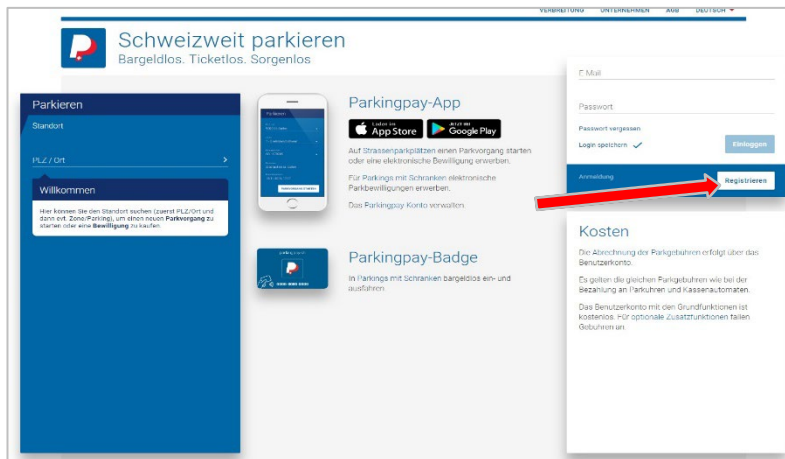 VERBREITUNG UNTERNEHMEN AGB DEUTSCH
Schweizweit parkieren
Bargeldlos. Ticketlos. Sorgenlos
Parkieren
Standort
PLZ / Ort
Willkommen
Hier können Sie den Standort suchen (zuerst PLZ/Ort und
dann evt. Zone/Parking), um einen neuen Parkvorgang zu
starten oder eine Bewilligung zu kaufen.
Parkieren
Parkingpay-App
Laden im
App Store
JETZT BEI
Google Play
Auf Strassenparkplätzen einen Parkvorgang starten
oder eine elektronische Bewilligung erwerben.
Für Parkings mit Schranken elektronische
Parkbewilligungen erwerben.
Das Parkingpay Konto verwalten.
Parkingpay-Badge
In Parkings mit Schranken bargeldlos ein- und
ausfahren
E-Mail
Passwort
Passwort vergessen
Login speichern
Einloggen
Anmeldung
Registrieren
Kosten
Die Abrechnung der Parkgebühren erfolgt über das
Benutzerkonto.
Es gelten die gleichen Parkgebühren wie bei der
Bezahlung an Parkuhren und Kassenautomaten.
Das Benutzerkonto mit den Grundfunktionen ist
kostenlos. Für optionale Zusatzfunktionen fallen
Gebühren an.